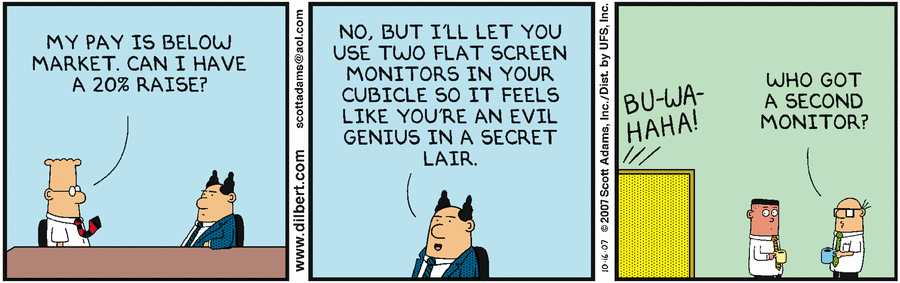 MY PAY IS BELOW
MARKET. CAN I HAVE
A 20% RAISE?
www.dilbert.com
scottadams@aol.com
NO, BUT I'LL LET YOU
USE TWO FLAT SCREEN
MONITORS IN YOUR
CUBICLE SO IT FEELS
LIKE YOU'RE AN EVIL
GENIUS IN A SECRET
LAIR.
10-16-07 ©2007 Scott Adams, Inc./Dist. by UFS, Inc.
BU-WA-
HAHA!
WHO GOT
A SECOND
MONITOR?